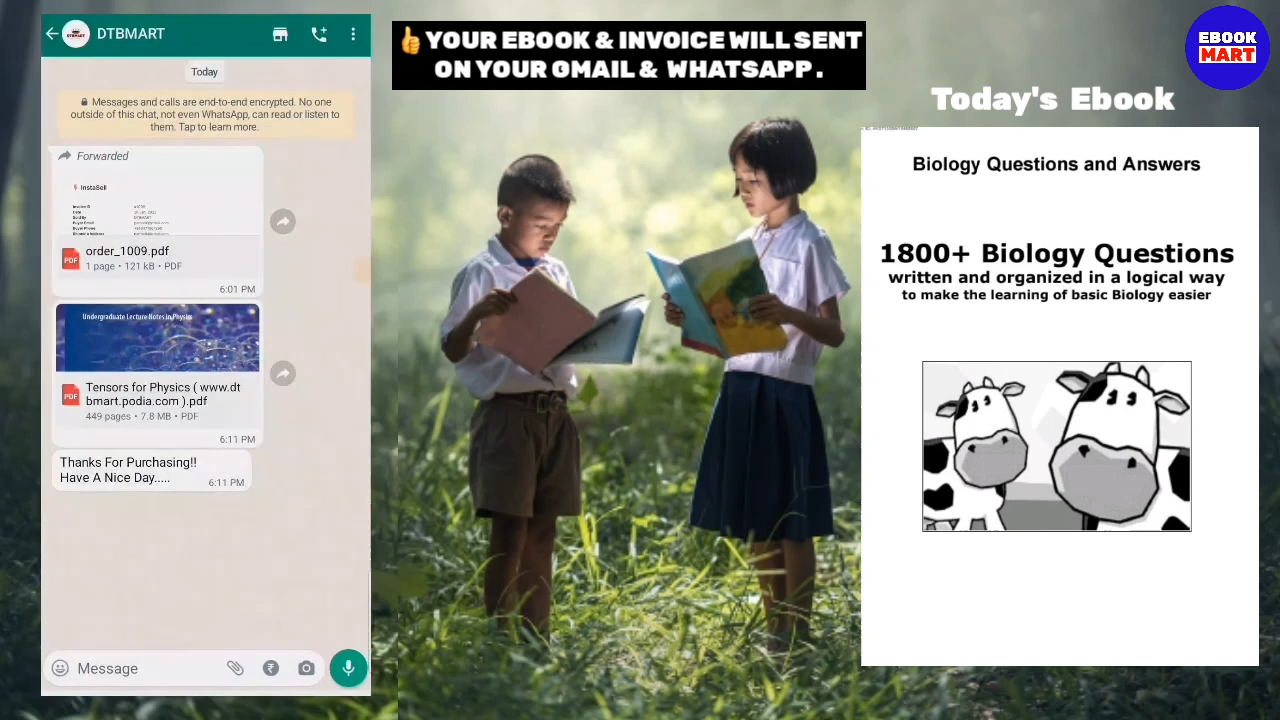 DTBMART
Today
Messages and calls are end-to-end encrypted. No one
outside of this chat, not even WhatsApp, can read or listen to
them. Tap to learn more.
Forwarded
InstaSell
order_1009.pdf
PDF
1 page • 121 kB • PDF
6:01 PM
Undergraduate Lecture Notes in Physics
Tensors for Physics ( www.dt
bmart.podia.com ).pdf
PDF
449 pages • 7.8 MB • PDF
6:11 PM
Thanks For Purchasing!!
Have A Nice Day.....
6:11 PM
Message
👍YOUR EBOOK & INVOICE WILL SENT
ON YOUR GMAIL & WHATSAPP .
EBOOK
MART
Today's Ebook
Biology Questions and Answers
1800+ Biology Questions
written and organized in a logical way
to make the learning of basic Biology easier